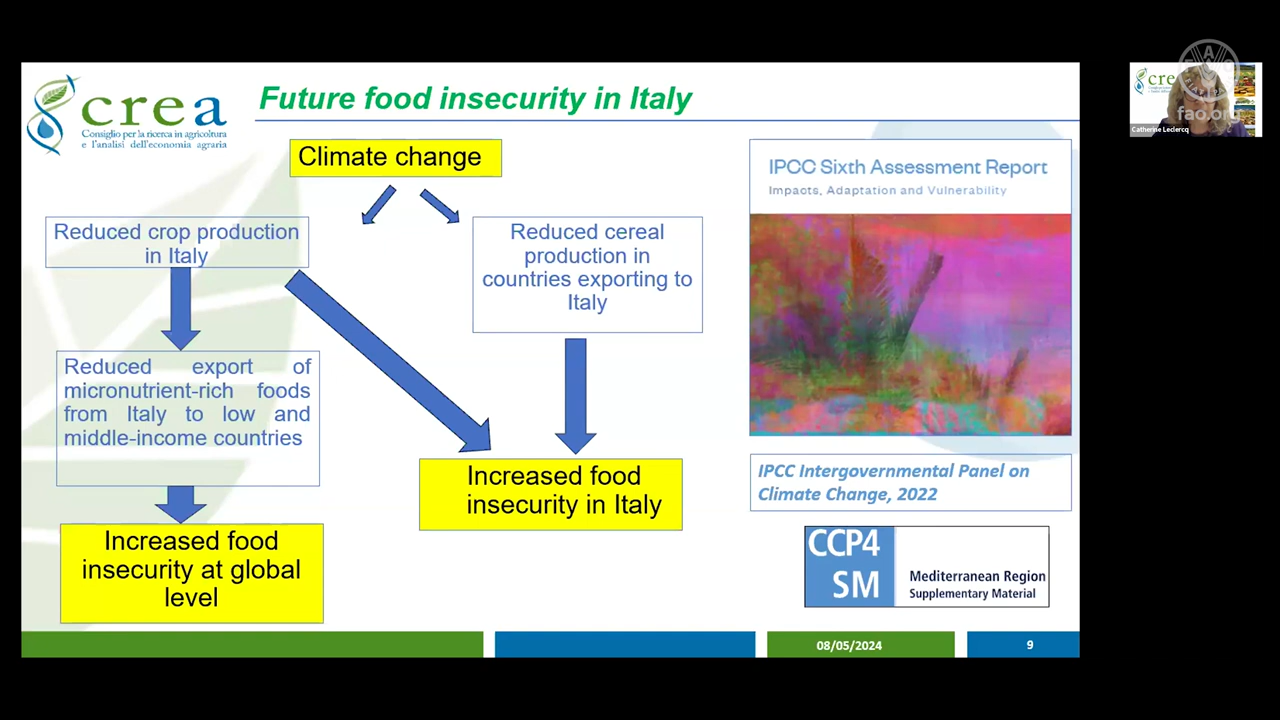 crea
Consiglio per la ricerca in agricoltura
e l'analisi dell'economia agraria
Future food insecurity in Italy
Climate change
Reduced crop production
in Italy
Reduced cereal
production in
countries exporting to
Italy
Reduced export of
micronutrient-rich foods
from Italy to low and
middle-income countries
Increased food
insecurity in Italy
Increased food
insecurity at global
level
IPCC Sixth Assessment Report
Impacts, Adaptation and Vulnerability
IPCC Intergovernmental Panel on
Climate Change, 2022
CCP4
SM
Mediterranean Region
Supplementary Material
08/05/2024
9
fao.org
Catherine Leclercq